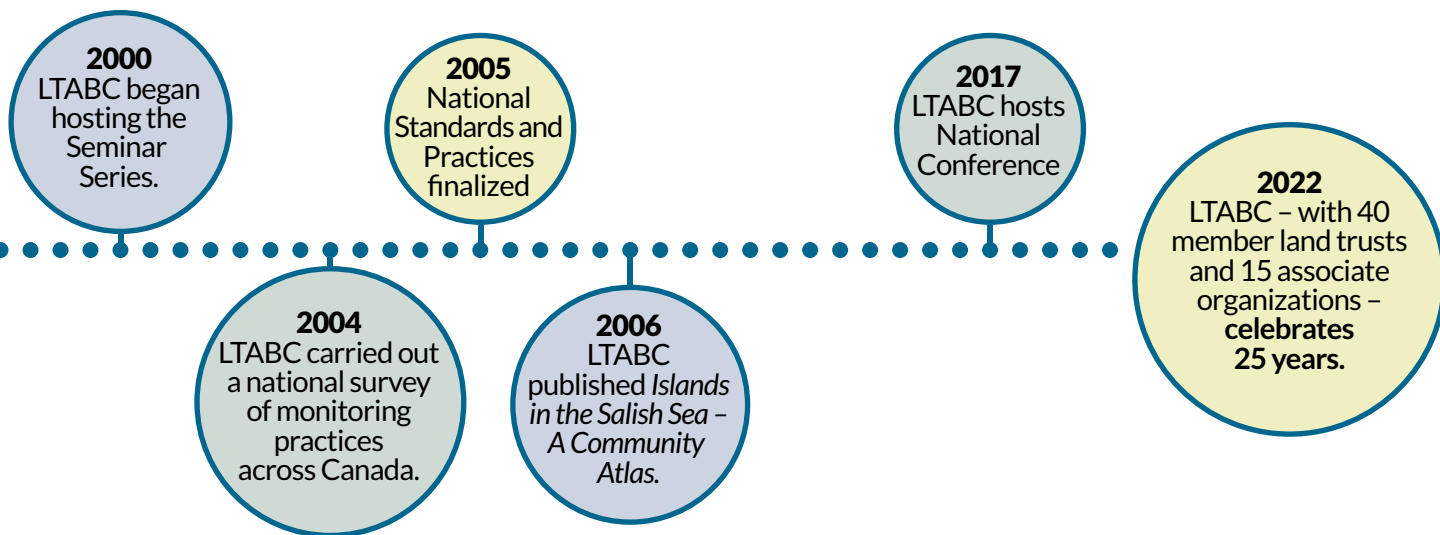 2000
LTABC began
hosting the
Seminar
Series.
2004
LTABC carried out
a national survey
of monitoring
practices
across Canada.
2005
National
Standards and
Practices
finalized
2006
LTABC
published Islands
in the Salish Sea –
A Community
Atlas.
2017
LTABC hosts
National
Conference
2022
LTABC – with 40
member land trusts
and 15 associate
organizations –
celebrates
25 years.